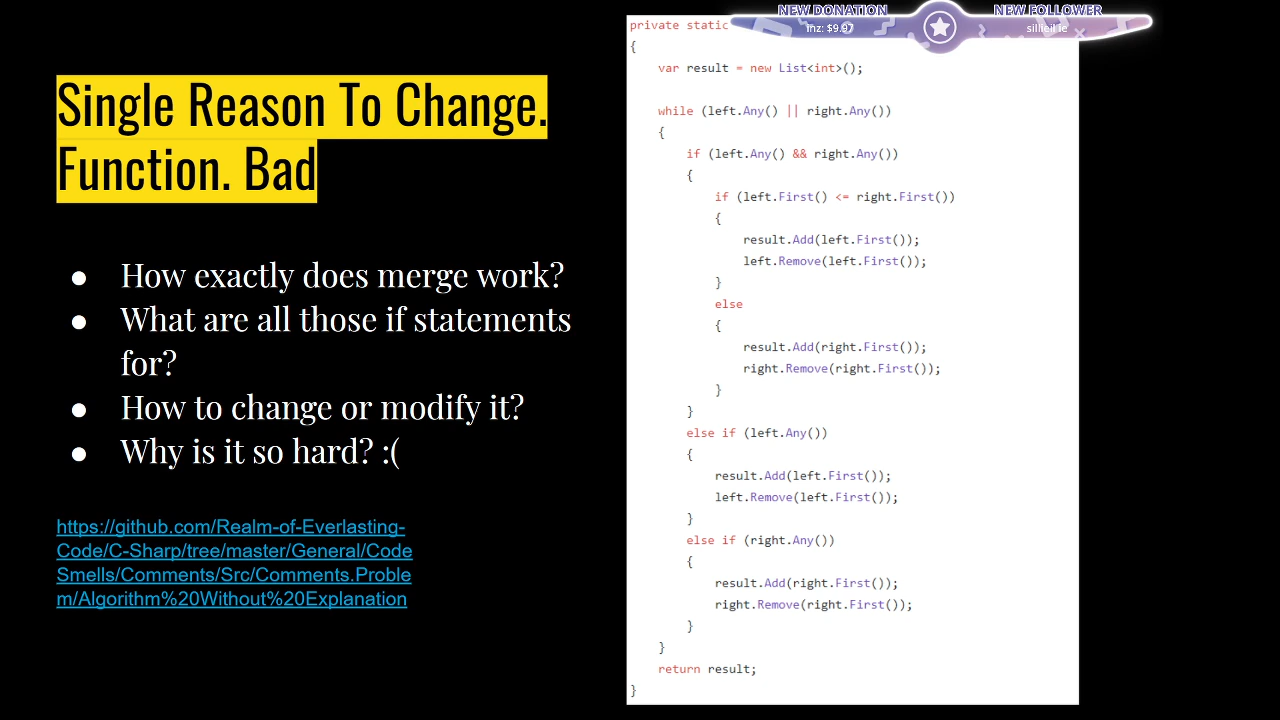 NEW DONATION
NEW FOLLOWER
Inz: $9.97
Single Reason To Change.
Function. Bad
● How exactly does merge work?
● What are all those if statements
for?
● How to change or modify it?
● Why is it so hard? :(
https://github.com/Realm-of-Everlasting-
Code/C-Sharp/tree/master/General/Code
Smells/Comments/Src/Comments.Proble
m/Algorithm%20Without%20Explanation
private static
{
var result = new List<int>();
while (left.Any() || right.Any())
{
if (left.Any() && right.Any())
{
if (left.First() <= right.First())
{
result.Add(left.First());
left.Remove(left.First());
}
else
{
result.Add(right.First());
right.Remove(right.First());
}
}
else if (left.Any())
{
result.Add(left.First());
left.Remove(left.First());
}
else if (right.Any())
{
result.Add(right.First());
right.Remove(right.First());
}
}
return result;
}